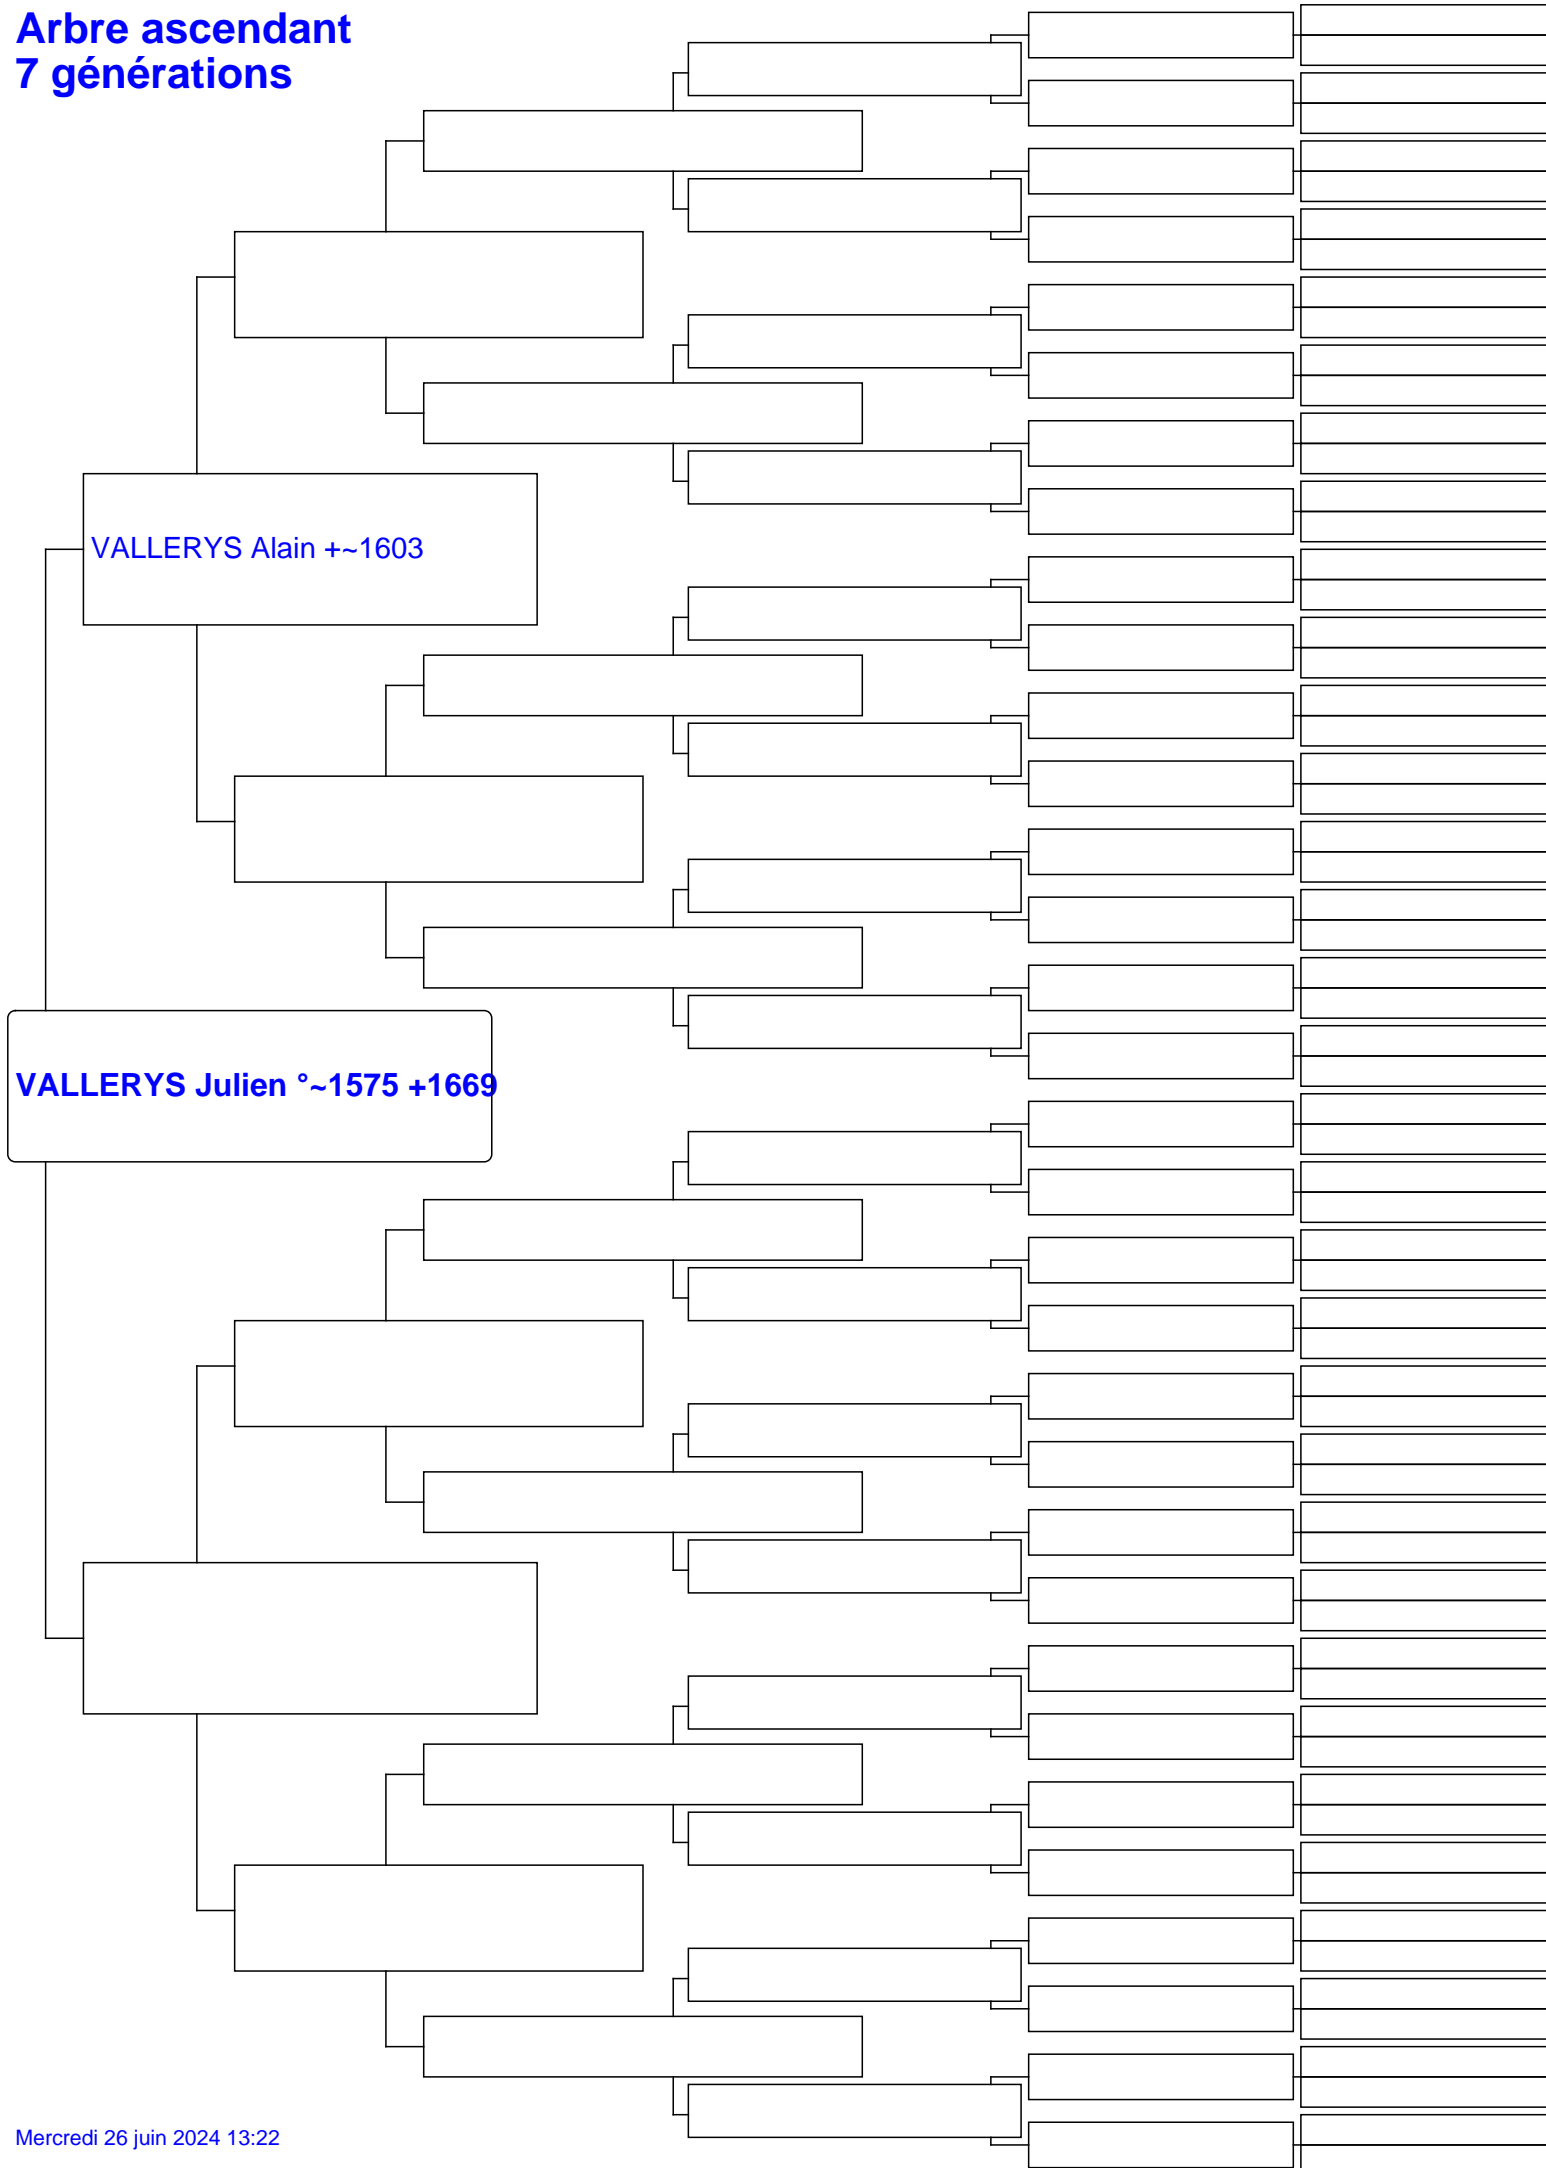 Arbre ascendant
7 générations
VALLERYS Alain +~1603
VALLERYS Julien °~1575 +1669
Mercredi 26 juin 2024 13:22